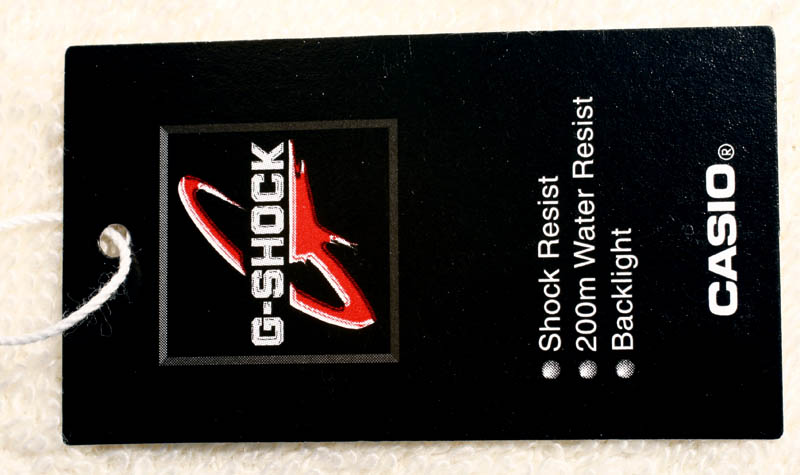 G-SHOCK
Shock Resist
200m Water Resist
Backlight
CASIO®